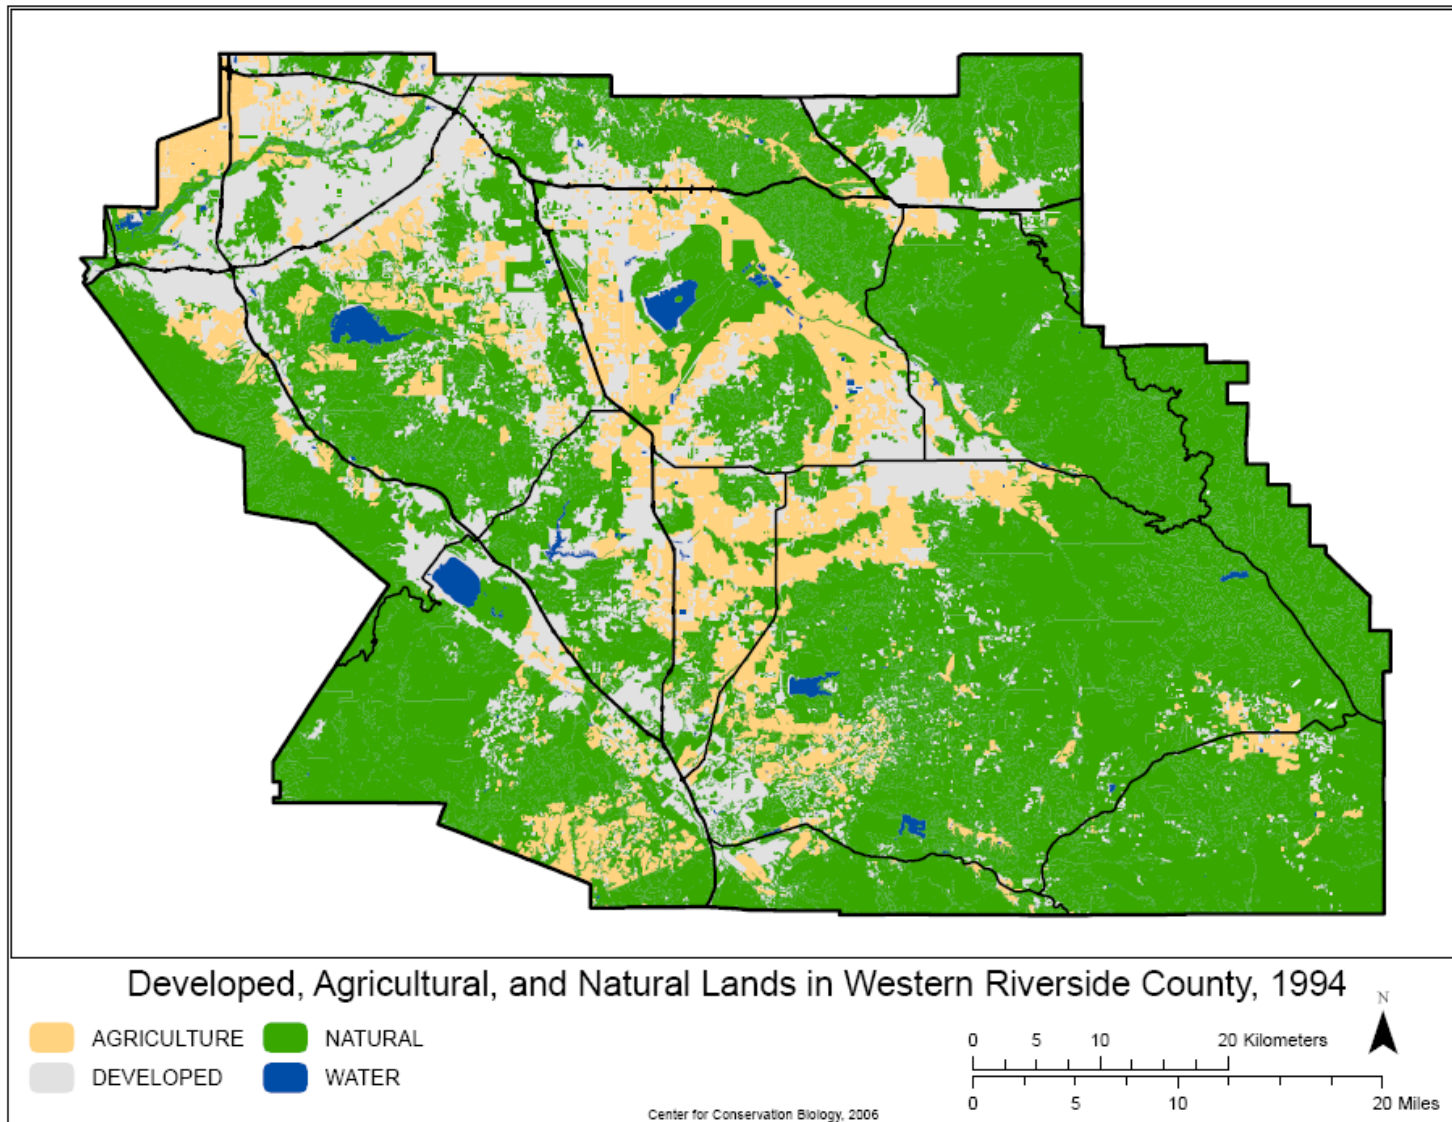 Developed, Agricultural, and Natural Lands in Western Riverside County, 1994
N
AGRICULTURE NATURAL
DEVELOPED WATER
0 5 10 20 Kilometers
0 5 10 20 Miles
Center for Conservation Biology, 2006